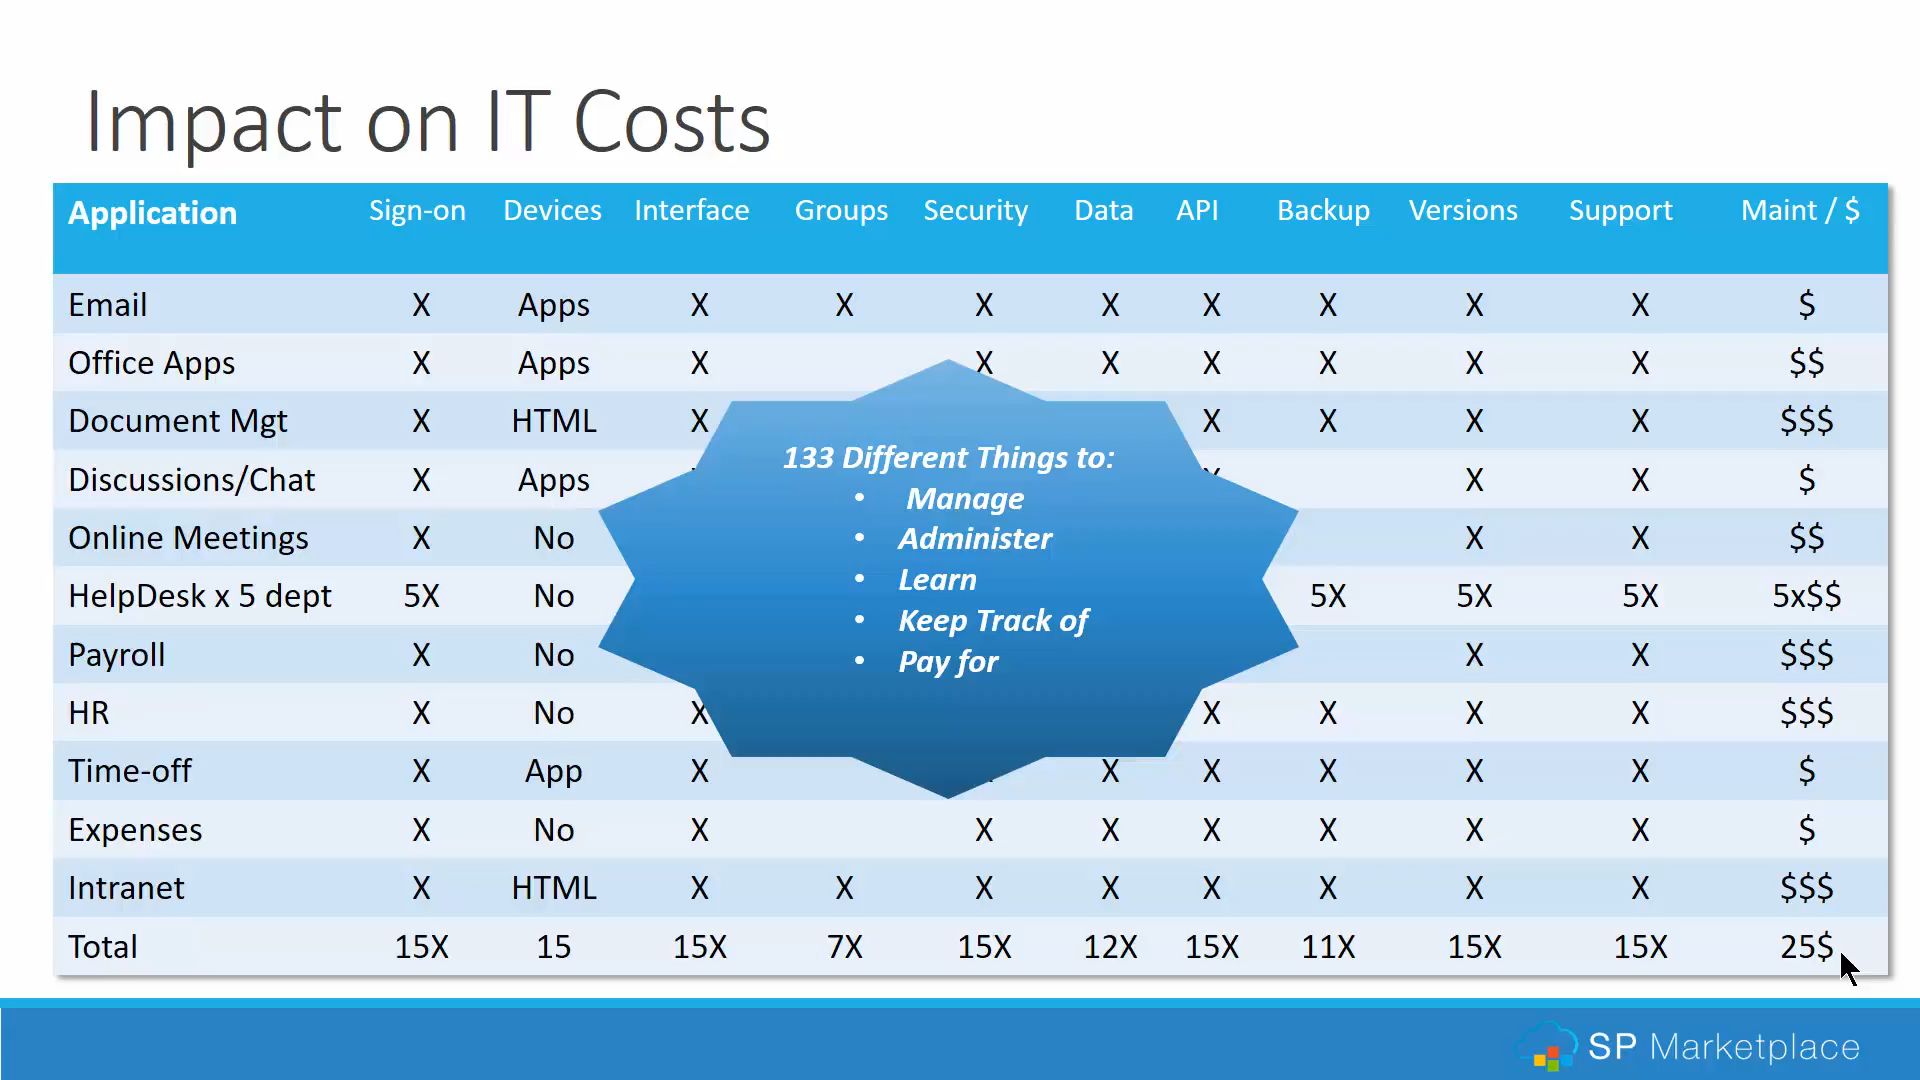 Impact on IT Costs
Application Sign-on Devices Interface Groups Security Data API Backup Versions Support Maint / $
Email X Apps X X X X X X X X $
Office Apps X Apps X X X X X X X $$
Document Mgt X HTML X X X X X $$$
Discussions/Chat X Apps X X $
Online Meetings X No X X $$
HelpDesk x 5 dept 5X No 5X 5X 5X 5x$$
Payroll X No X X $$$
HR X No X X X X X $$$
Time-off X App X X X X X X $
Expenses X No X X X X X X X $
Intranet X HTML X X X X X X X X $$$
Total 15X 15 15X 7X 15X 12X 15X 11X 15X 15X 25$
133 Different Things to:
• Manage
• Administer
• Learn
• Keep Track of
• Pay for
SP Marketplace